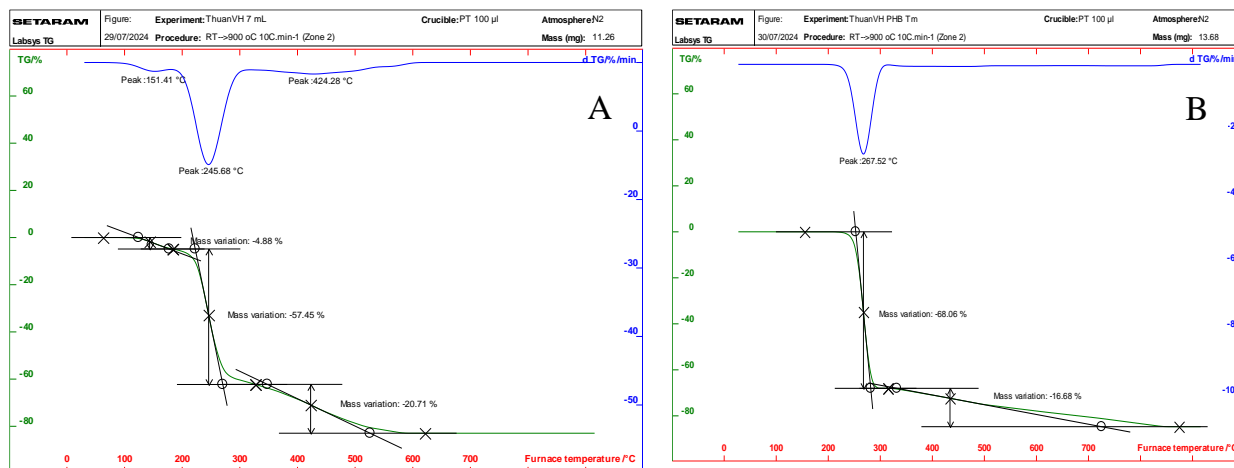 SETARAM
Figure:
Experiment:ThuanVH 7 mL
Crucible:PT 100 µl
Atmosphere:N2
Labsys TG
29/07/2024
Procedure: RT-->900 oC 10C.min-1 (Zone 2)
Mass (mg): 11.26
TG/%
d TG/%/min
Peak :151.41 °C
Peak :424.28 °C
A
Peak :245.68 °C
60
40
20
0
-20
-40
-60
-80
0
-20
-30
-40
-50
Mass variation: -4.88 %
Mass variation: -57.45 %
Mass variation: -20.71 %
Furnace temperature /°C
0
100
200
300
400
500
600
700
SETARAM
Figure:
Experiment:ThuanVH PHB Tm
Crucible:PT 100 µl
Atmosphere:N2
Labsys TG
30/07/2024
Procedure: RT-->900 oC 10C.min-1 (Zone 2)
Mass (mg): 13.68
TG/%
d TG/%/min
B
Peak :267.52 °C
60
40
20
0
-20
-40
-60
-80
-2
-4
-6
-8
-10
Mass variation: -68.06 %
Mass variation: -16.68 %
Furnace temperature /°C
0
100
200
300
400
500
600
700